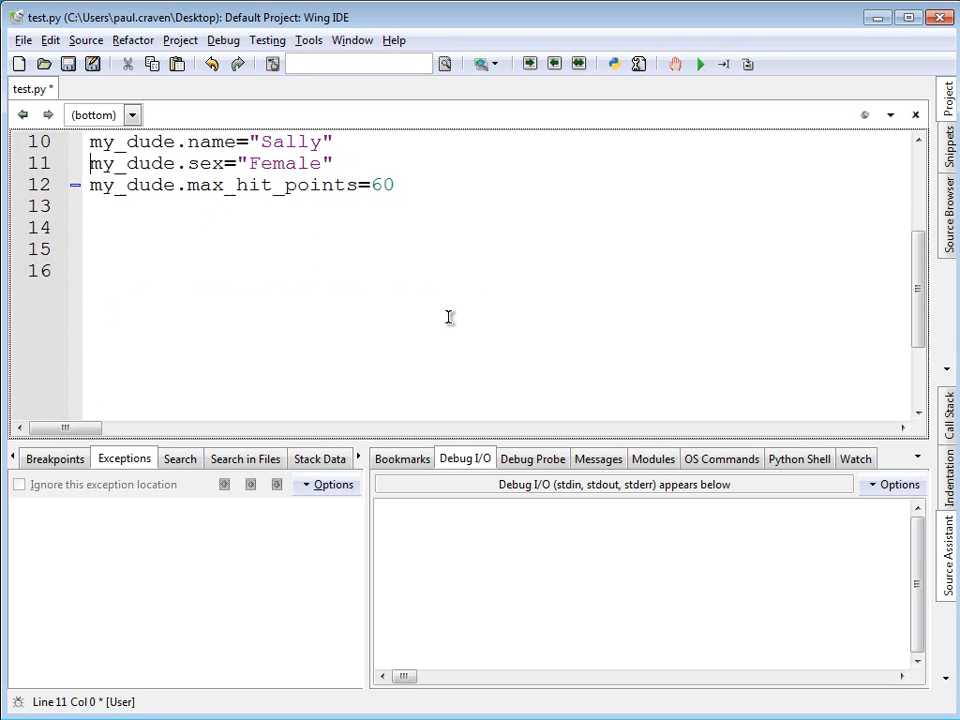 test.py (C:\Users\paul.craven\Desktop): Default Project: Wing IDE
File Edit Source Refactor Project Debug Testing Tools Window Help
test.py *
(bottom)
10 my_dude.name="Sally"
11 my_dude.sex="Female"
12 my_dude.max_hit_points=60
13
14
15
16
Project
Snippets
Source Browser
Call Stack
Indentation
Source Assistant
Breakpoints Exceptions Search Search in Files Stack Data
Ignore this exception location Options
Bookmarks Debug I/O Debug Probe Messages Modules OS Commands Python Shell Watch
Debug I/O (stdin, stdout, stderr) appears below Options
Line 11 Col 0 * [User]